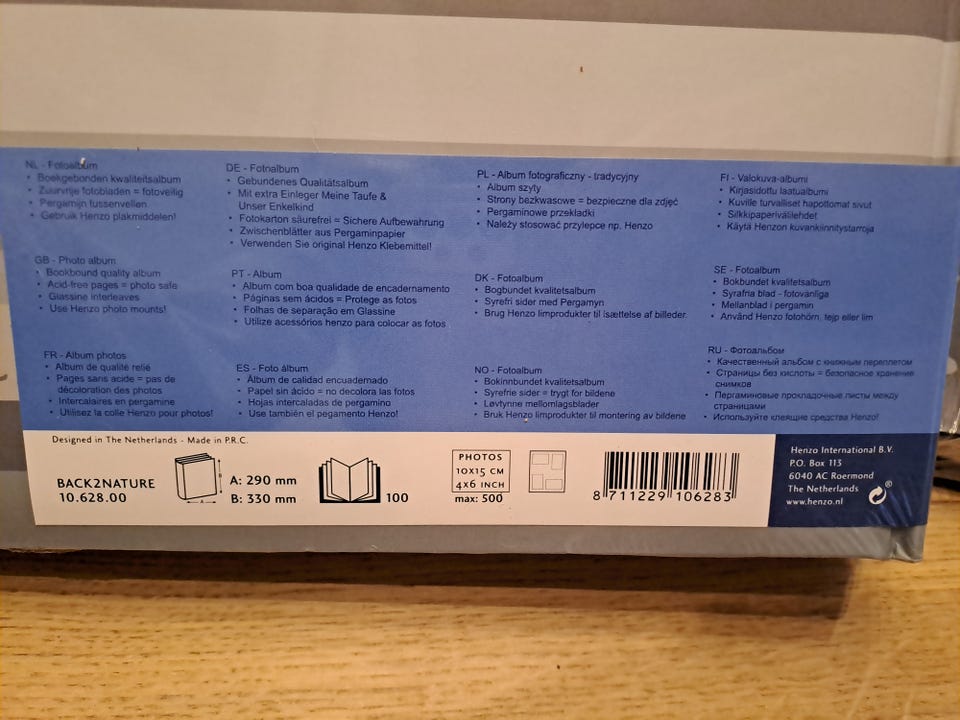 NL - Fotoalbum
• Boekgebonden kwaliteitsalbum
• Zuurvrije fotobladen = fotoveilig
• Pergamijn tussenvellen
• Gebruik Henzo plakmiddelen!
DE - Fotoalbum
• Gebundenes Qualitätsalbum
• Mit extra Einleger Meine Taufe &
Unser Enkelkind
• Fotokarton säurefrei = Sichere Aufbewahrung
• Zwischenblätter aus Pergaminpapier
• Verwenden Sie original Henzo Klebemittel!
PL - Album fotograficzny - tradycyjny
• Album szyty
• Strony bezkwasowe = bezpieczne dla zdjęć
• Pergaminowe przekładki
• Należy stosować przylepce np. Henzo
FI - Valokuva-albumi
• Kirjasidottu laatualbumi
• Kuville turvalliset hapottomat sivut
• Silkkipaperivälilehdet
• Käytä Henzon kuvankiinnitystarroja
GB - Photo album
• Bookbound quality album
• Acid-free pages = photo safe
• Glassine interleaves
• Use Henzo photo mounts!
PT - Album
• Album com boa qualidade de encadernamento
• Páginas sem ácidos = Protege as fotos
• Folhas de separação em Glassine
• Utilize acessórios henzo para colocar as fotos
DK - Fotoalbum
• Bogbundet kvalitetsalbum
• Syrefri sider med Pergamyn
• Brug Henzo limprodukter til isættelse af billeder.
SE - Fotoalbum
• Bokbundet kvalitetsalbum
• Syrafria blad - fotovänliga
• Mellanblad i pergamin
• Använd Henzo fotohörn, tejp eller lim
FR - Album photos
• Album de qualité relié
• Pages sans acide = pas de
décoloration des photos
• Intercalaires en pergamine
• Utilisez la colle Henzo pour photos!
ES - Foto álbum
• Álbum de calidad encuadernado
• Papel sin ácido = no decolora las fotos
• Hojas intercaladas de pergamino
• Use también el pegamento Henzo!
NO - Fotoalbum
• Bokinnbundet kvalitetsalbum
• Syrefrie sider = trygt for bildene
• Løvtynne mellomlagsblader
• Bruk Henzo limprodukter til montering av bildene
RU - Фотоальбом
• Качественный альбом с книжным переплетом
• Страницы без кислоты = безопасное хранение
снимков
• Пергаминовые прокладочные листы между
страницами
• Используйте клеящие средства Henzo!
Designed in The Netherlands - Made in P.R.C.
BACK2NATURE
10.628.00
A
B
A: 290 mm
B: 330 mm
100
PHOTOS
10x15 CM
4x6 INCH
max: 500
8 711229 106283
Henzo International B.V.
P.O. Box 113
6040 AC Roermond
The Netherlands
www.henzo.nl
®